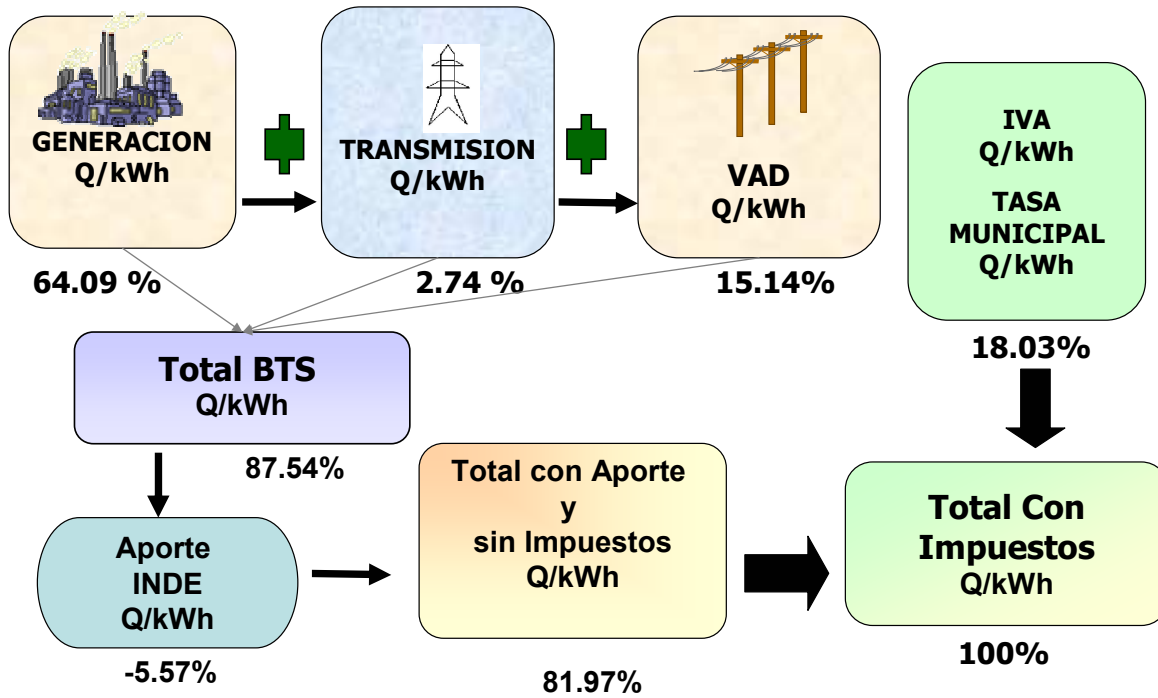 GENERACION
Q/kWh
TRANSMISION
Q/kWh
VAD
Q/kWh
IVA
Q/kWh
TASA
MUNICIPAL
Q/kWh
64.09 %
2.74 %
15.14%
18.03%
Total BTS
Q/kWh
87.54%
Aporte
INDE
Q/kWh
-5.57%
Total con Aporte
y
sin Impuestos
Q/kWh
81.97%
Total Con
Impuestos
Q/kWh
100%